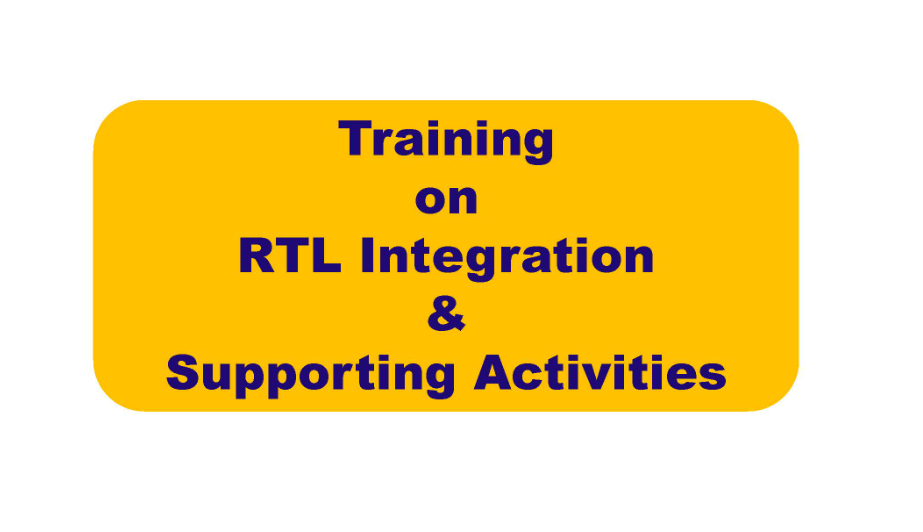 Training
on
RTL Integration
&
Supporting Activities